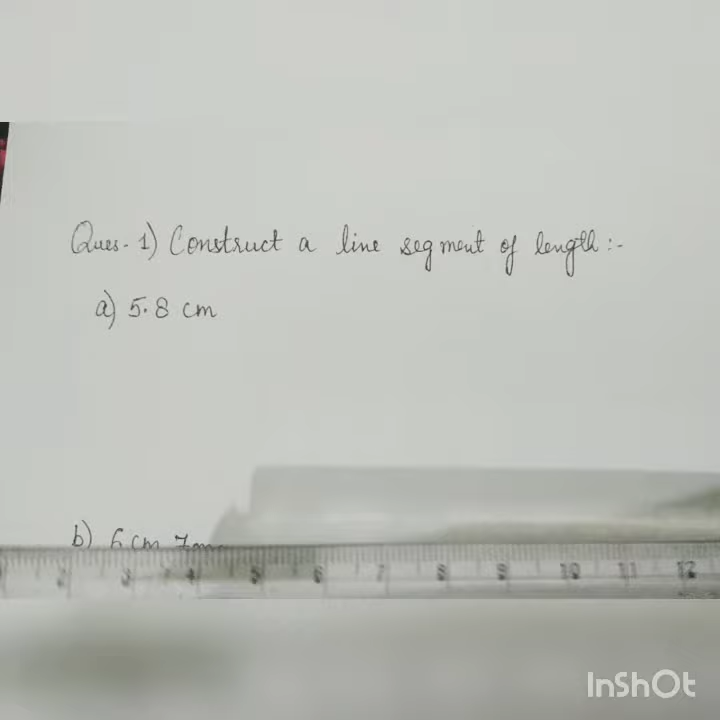 Ques- 1) Construct a line segment of length :-
a) 5.8 cm
b) 6 cm 7m
2 3 4 5 6 7 8 9 10 11 12
InShOt